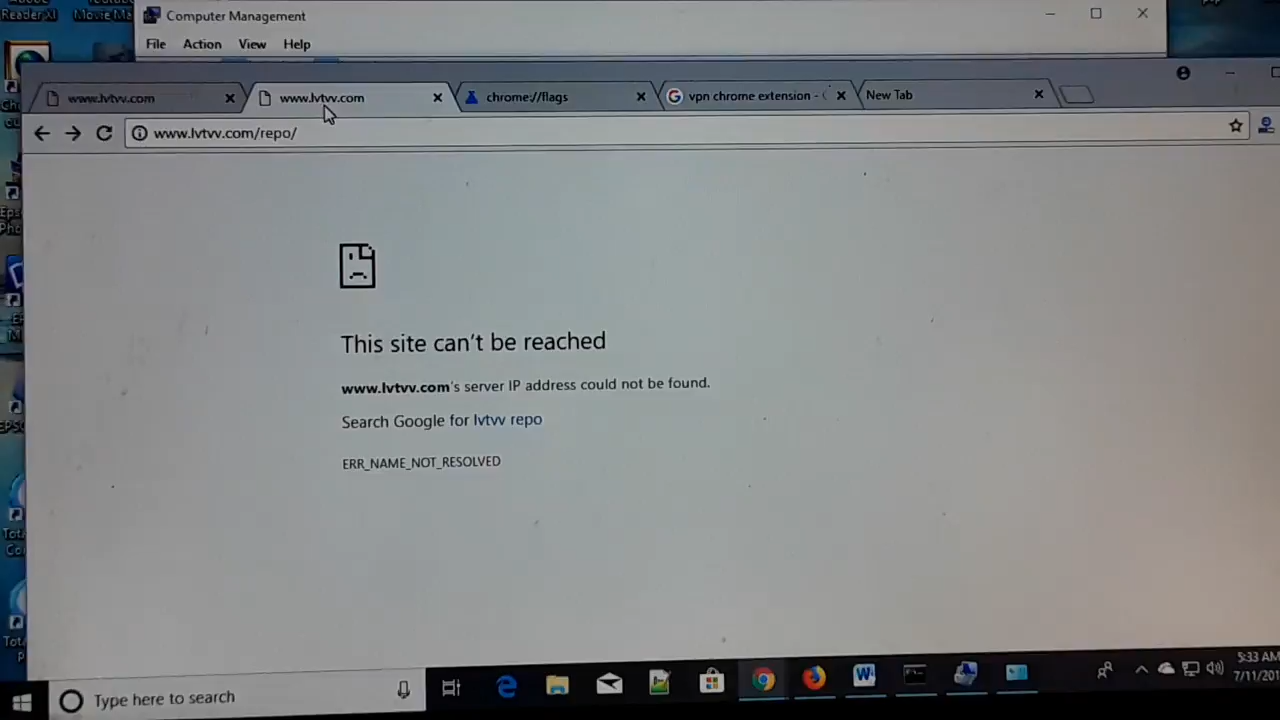 Reader XI
Computer Management
File Action View Help
www.lvtvv.com
www.lvtvv.com
chrome://flags
vpn chrome extension -
New Tab
www.lvtvv.com/repo/
This site can't be reached
www.lvtvv.com's server IP address could not be found.
Search Google for lvtvv repo
ERR_NAME_NOT_RESOLVED
Type here to search
5:33 AM